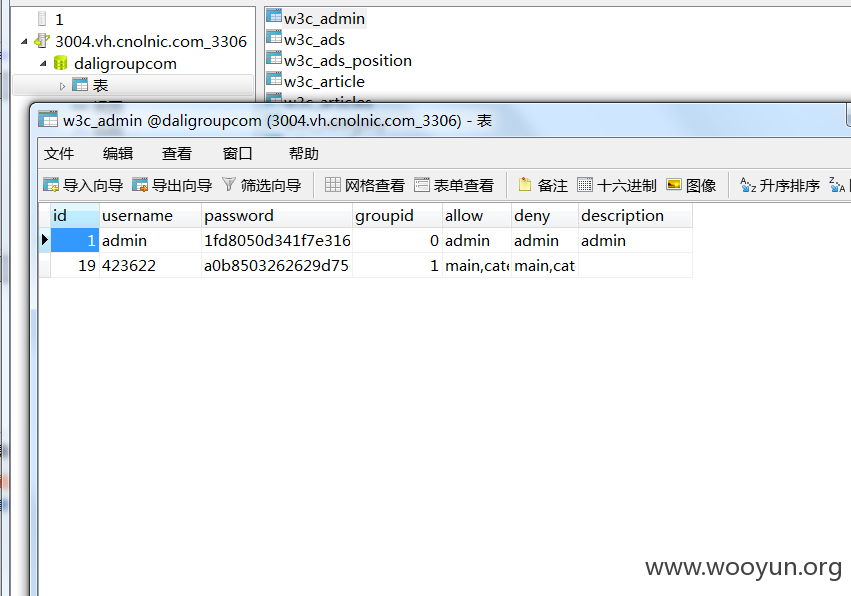 1
3004.vh.cnolnic.com_3306
daligroupcom
表
w3c_admin
w3c_ads
w3c_ads_position
w3c_article
w3c_articles
w3c_admin @daligroupcom (3004.vh.cnolnic.com_3306) - 表
文件 编辑 查看 窗口 帮助
导入向导 导出向导 筛选向导 网格查看 表单查看 备注 十六进制 图像 升序排序
id username password groupid allow deny description
1 admin 1fd8050d341f7e316 0 admin admin admin
19 423622 a0b8503262629d75 1 main,cate main,cat
www.wooyun.org